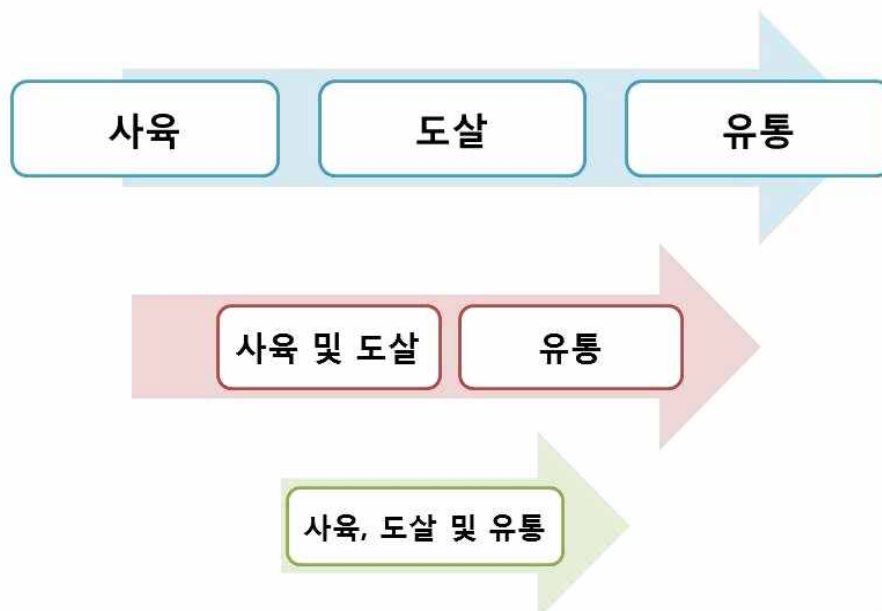 사육
도살
유통
사육 및 도살
유통
사육, 도살 및 유통